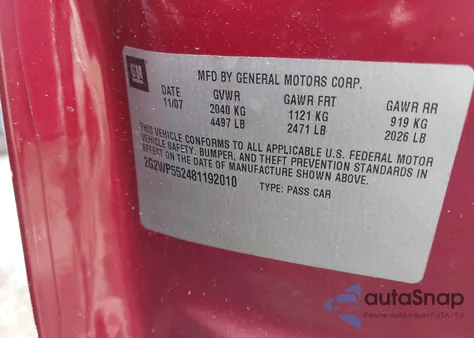 GM
MFD BY GENERAL MOTORS CORP.
DATE GVWR GAWR FRT GAWR RR
11/07 2040 KG 1121 KG 919 KG
4497 LB 2471 LB 2026 LB
THIS VEHICLE CONFORMS TO ALL APPLICABLE U.S. FEDERAL MOTOR
VEHICLE SAFETY, BUMPER, AND THEFT PREVENTION STANDARDS IN
EFFECT ON THE DATE OF MANUFACTURE SHOWN ABOVE.
2G2WP552481192010 TYPE: PASS CAR
autaSnap